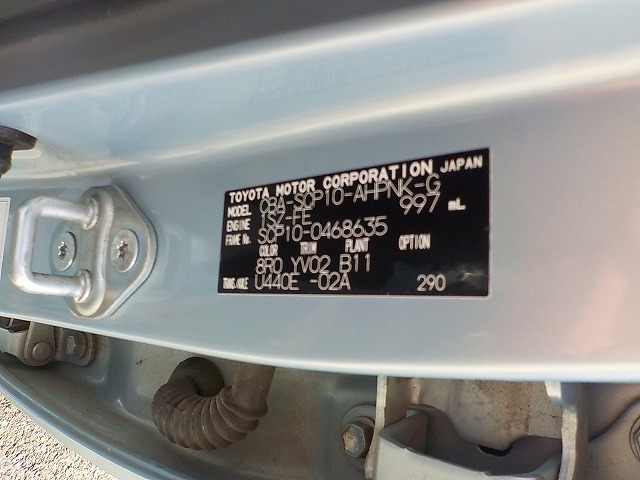 TOYOTA MOTOR CORPORATION JAPAN
MODEL CBA-SCP10-AHPNK-G
ENGINE 1SZ-FE 997 mL
FRAME No. SCP10-0468635
COLOR TRIM PLANT OPTION
8R0 YV02 B11
TRANS/AXLE U440E -02A 290